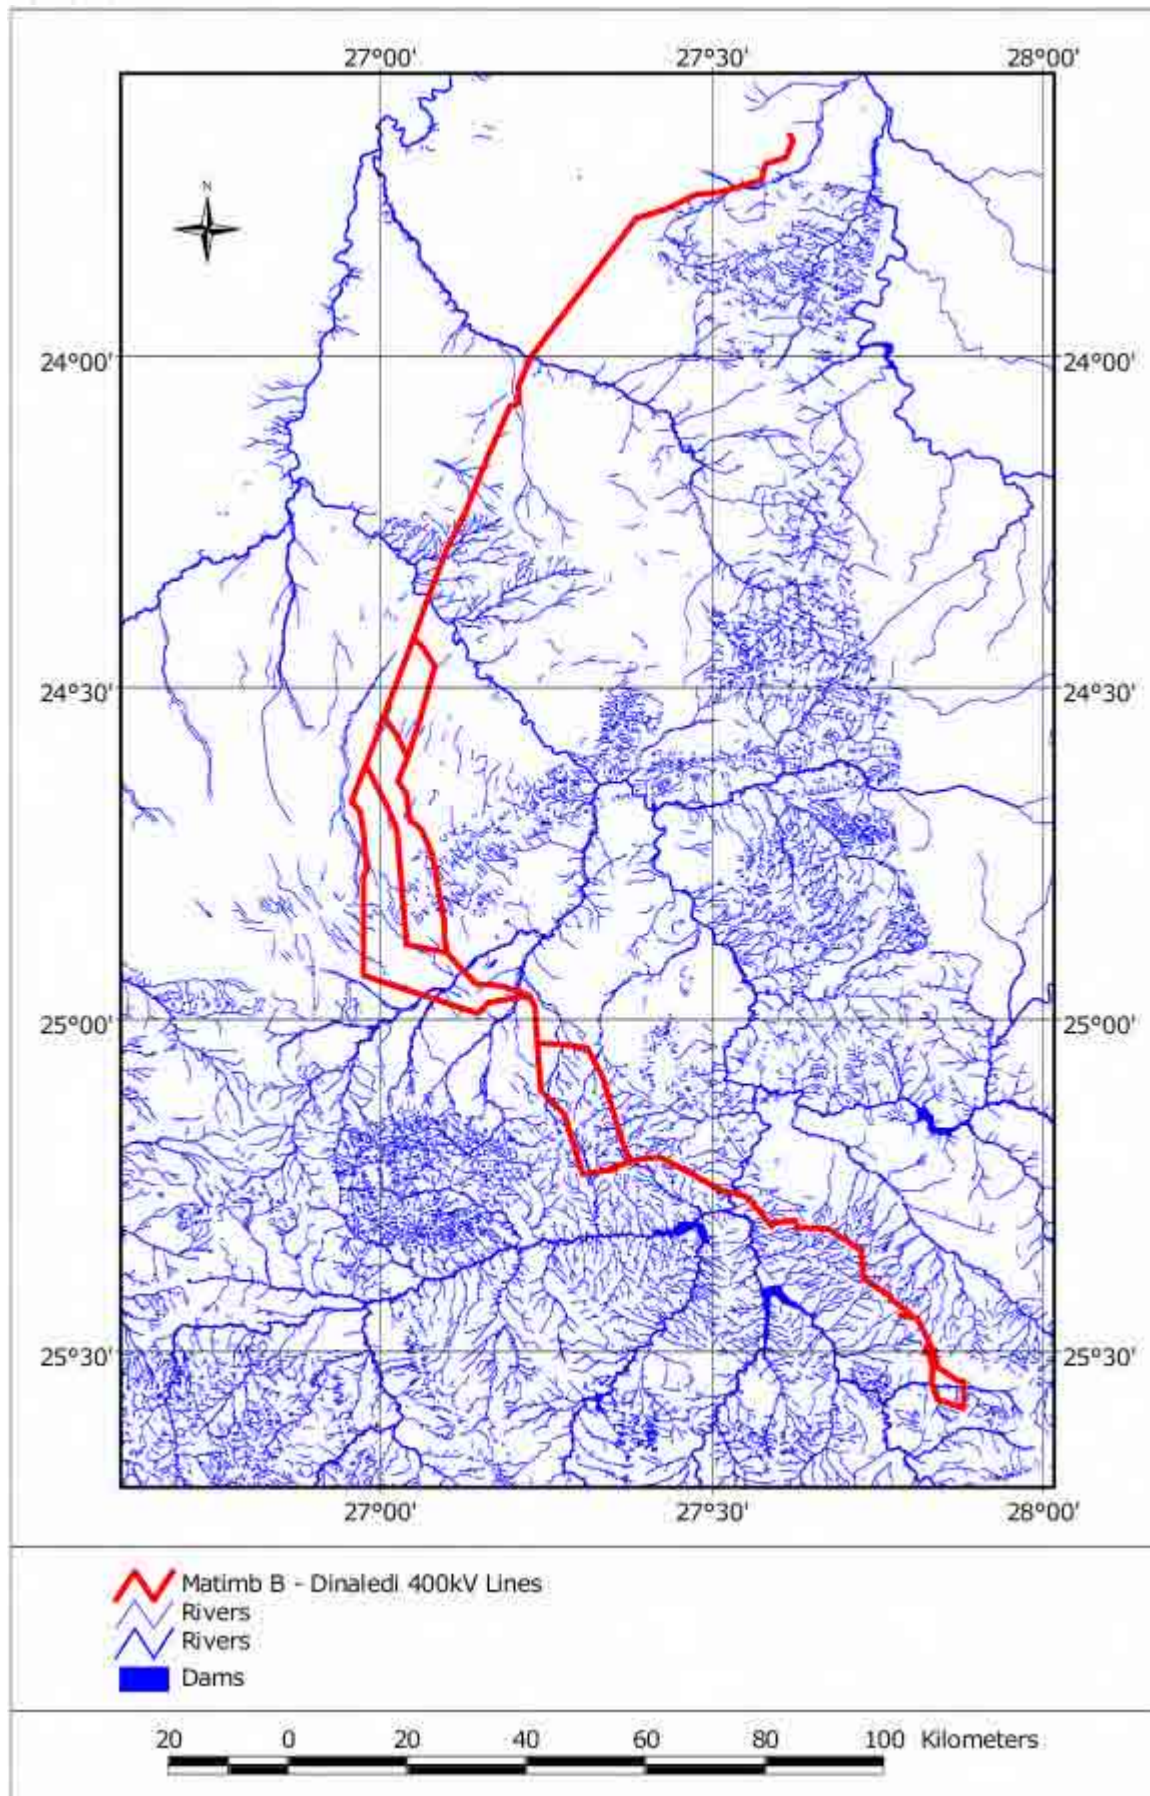 27°00' 27°30' 28°00'
N
24°00' 24°00'
24°30' 24°30'
25°00' 25°00'
25°30' 25°30'
27°00' 27°30' 28°00'
Matimb B - Dinaledi 400kV Lines
Rivers
Rivers
Dams
20 0 20 40 60 80 100 Kilometers